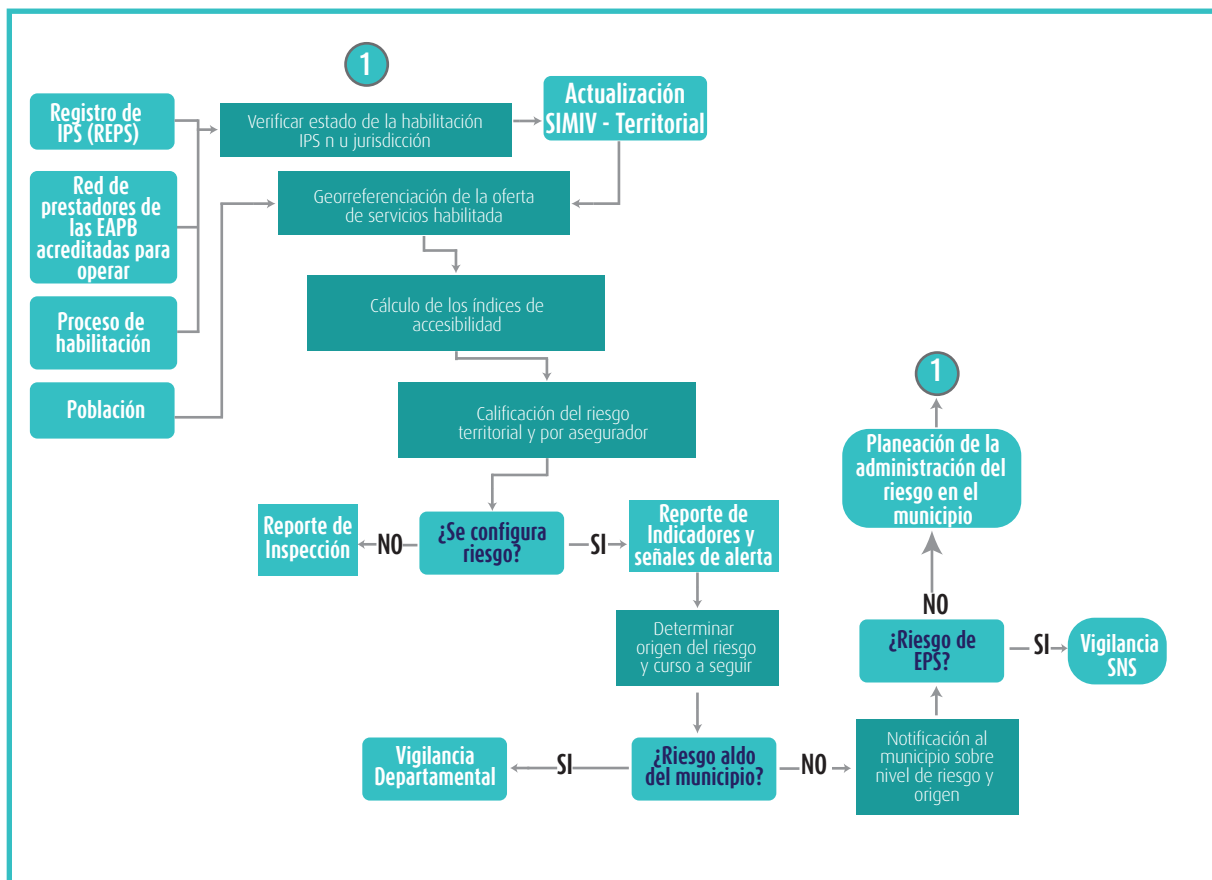 1
Registro de
IPS (REPS)
Verificar estado de la habilitación
IPS n u jurisdicción
Actualización
SIMIV - Territorial
Red de
prestadores de
las EAPB
acreditadas para
operar
Georreferenciación de la oferta
de servicios habilitada
Proceso de
habilitación
Cálculo de los índices de
accesibilidad
Población
Calificación del riesgo
territorial y por asegurador
Reporte de
Inspección
NO
¿Se configura
riesgo?
SI
Reporte de
Indicadores y
señales de alerta
Determinar
origen del riesgo
y curso a seguir
Vigilancia
Departamental
SI
¿Riesgo aldo
del municipio?
NO
Notificación al
municipio sobre
nivel de riesgo y
origen
¿Riesgo de
EPS?
SI
Vigilancia
SNS
NO
Planeación de la
administración del
riesgo en el
municipio
1